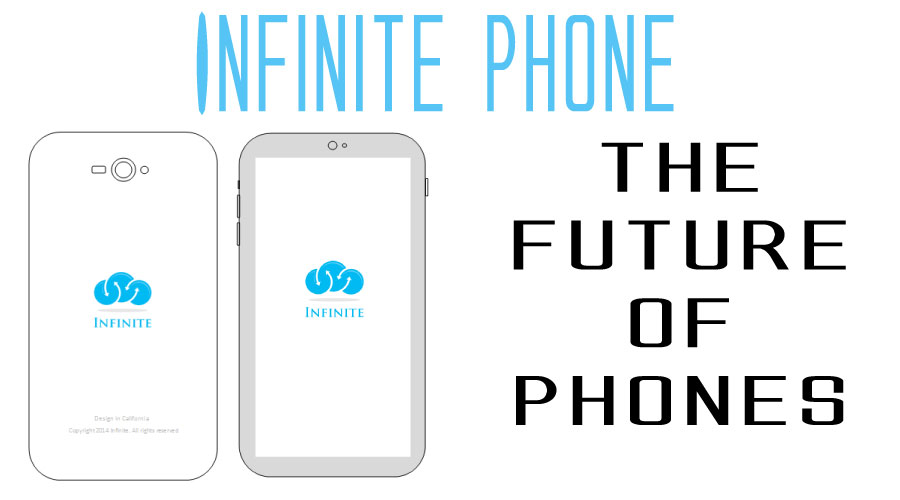 INFINITE PHONE
INFINITE
Design in California
Copyright 2014 Infinite. All rights reserved
INFINITE
THE
FUTURE
OF
PHONES